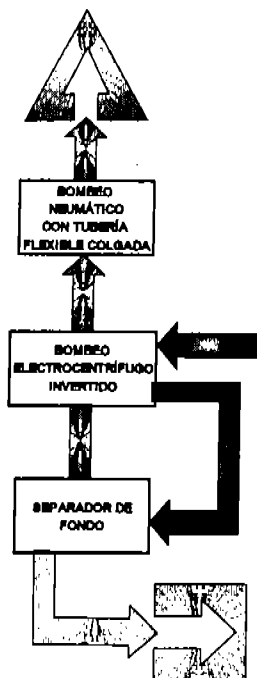 BOMBEO
NEUMÁTICO
CON TUBERÍA
FLEXIBLE COLGADA
BOMBEO
ELECTROCENTRÍFUGO
INVERTIDO
SEPARADOR DE
FONDO